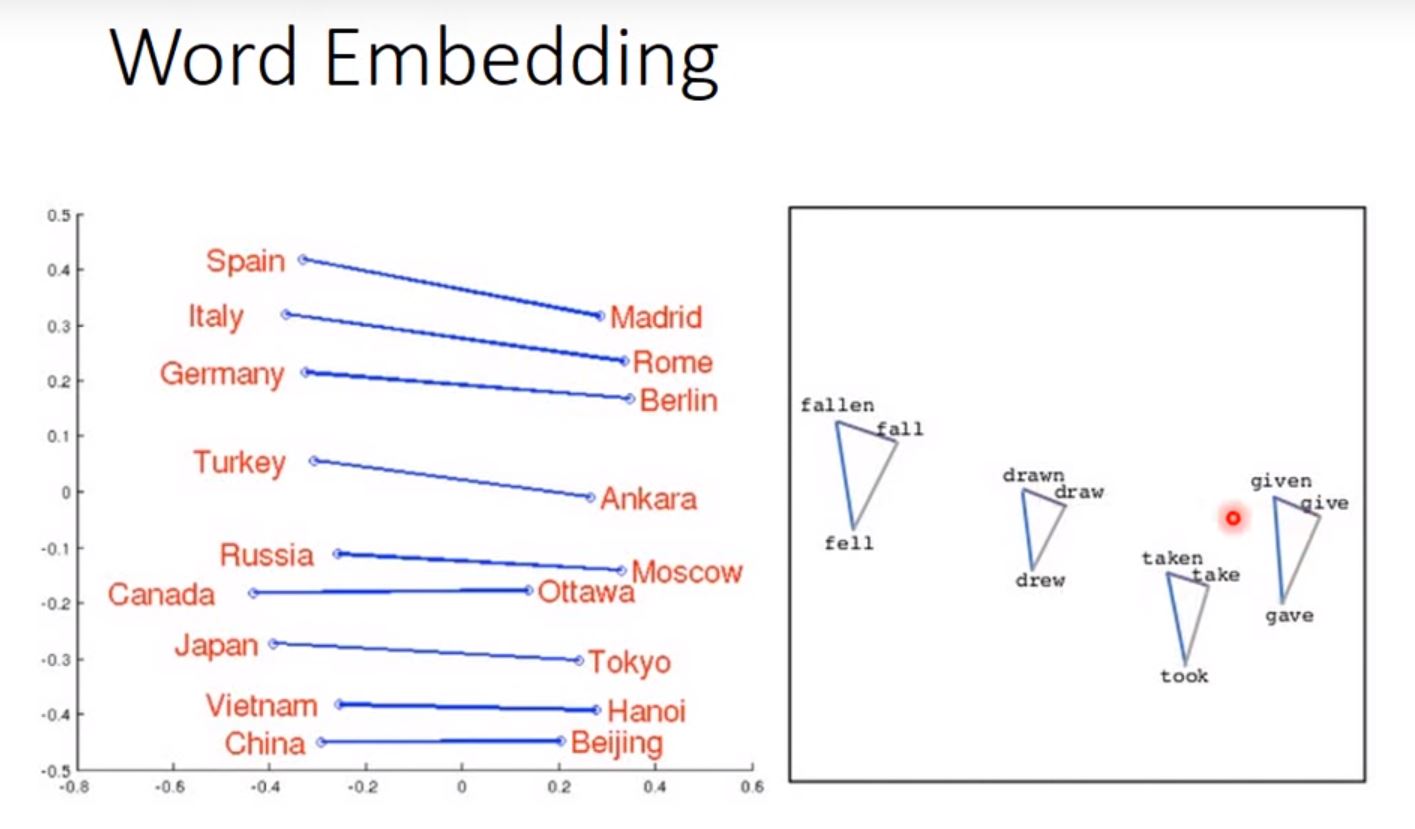 Word Embedding
0.5
0.4
0.3
0.2
0.1
0
-0.1
-0.2
-0.3
-0.4
-0.5
-0.8
-0.6
-0.4
-0.2
0
0.2
0.4
0.6
Spain
Madrid
Italy
Rome
Germany
Berlin
Turkey
Ankara
Russia
Moscow
Canada
Ottawa
Japan
Tokyo
Vietnam
Hanoi
China
Beijing
fallen
fall
fell
drawn
draw
drew
taken
take
took
given
give
gave